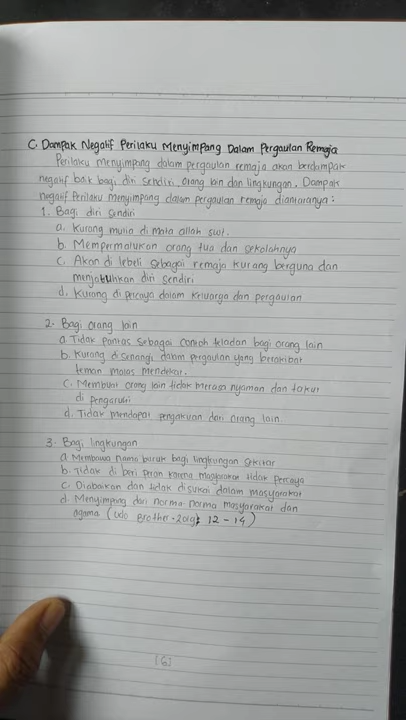 C. Dampak Negatif Perilaku Menyimpang Dalam Pergaulan Remaja
Perilaku menyimpang dalam pergaulan remaja akan berdampak
negatif baik bagi diri sendiri, orang lain dan lingkungan. Dampak
negatif Perilaku Menyimpang dalam pergaulan remaja diantaranya :
1. Bagi diri sendiri
a. Kurang mulia di mata allah swt.
b. Mempermalukan orang tua dan sekolahnya
c. Akan di lebeli sebagai remaja kurang berguna dan
menjatuhkan diri sendiri
d. Kurang di percaya dalam keluarga dan pergaulan
2. Bagi orang lain
a. Tidak pantas sebagai contoh teladan bagi orang lain
b. Kurang disenangi dalam pergaulan yang berakibat
teman malas mendekat.
c. Membuat orang lain tidak merasa nyaman dan takut
di pengaruhi
d. Tidak mendapat pengakuan dari orang lain.
3. Bagi lingkungan
a. Membawa nama buruk bagi lingkungan sekitar
b. Tidak di beri peran karena masyarakat tidak percaya
c. Diabaikan dan tidak disukai dalam masyarakat
d. Menyimpang dari norma-norma masyarakat dan
agama (Udo Brother-2019; 12-14)
[6]